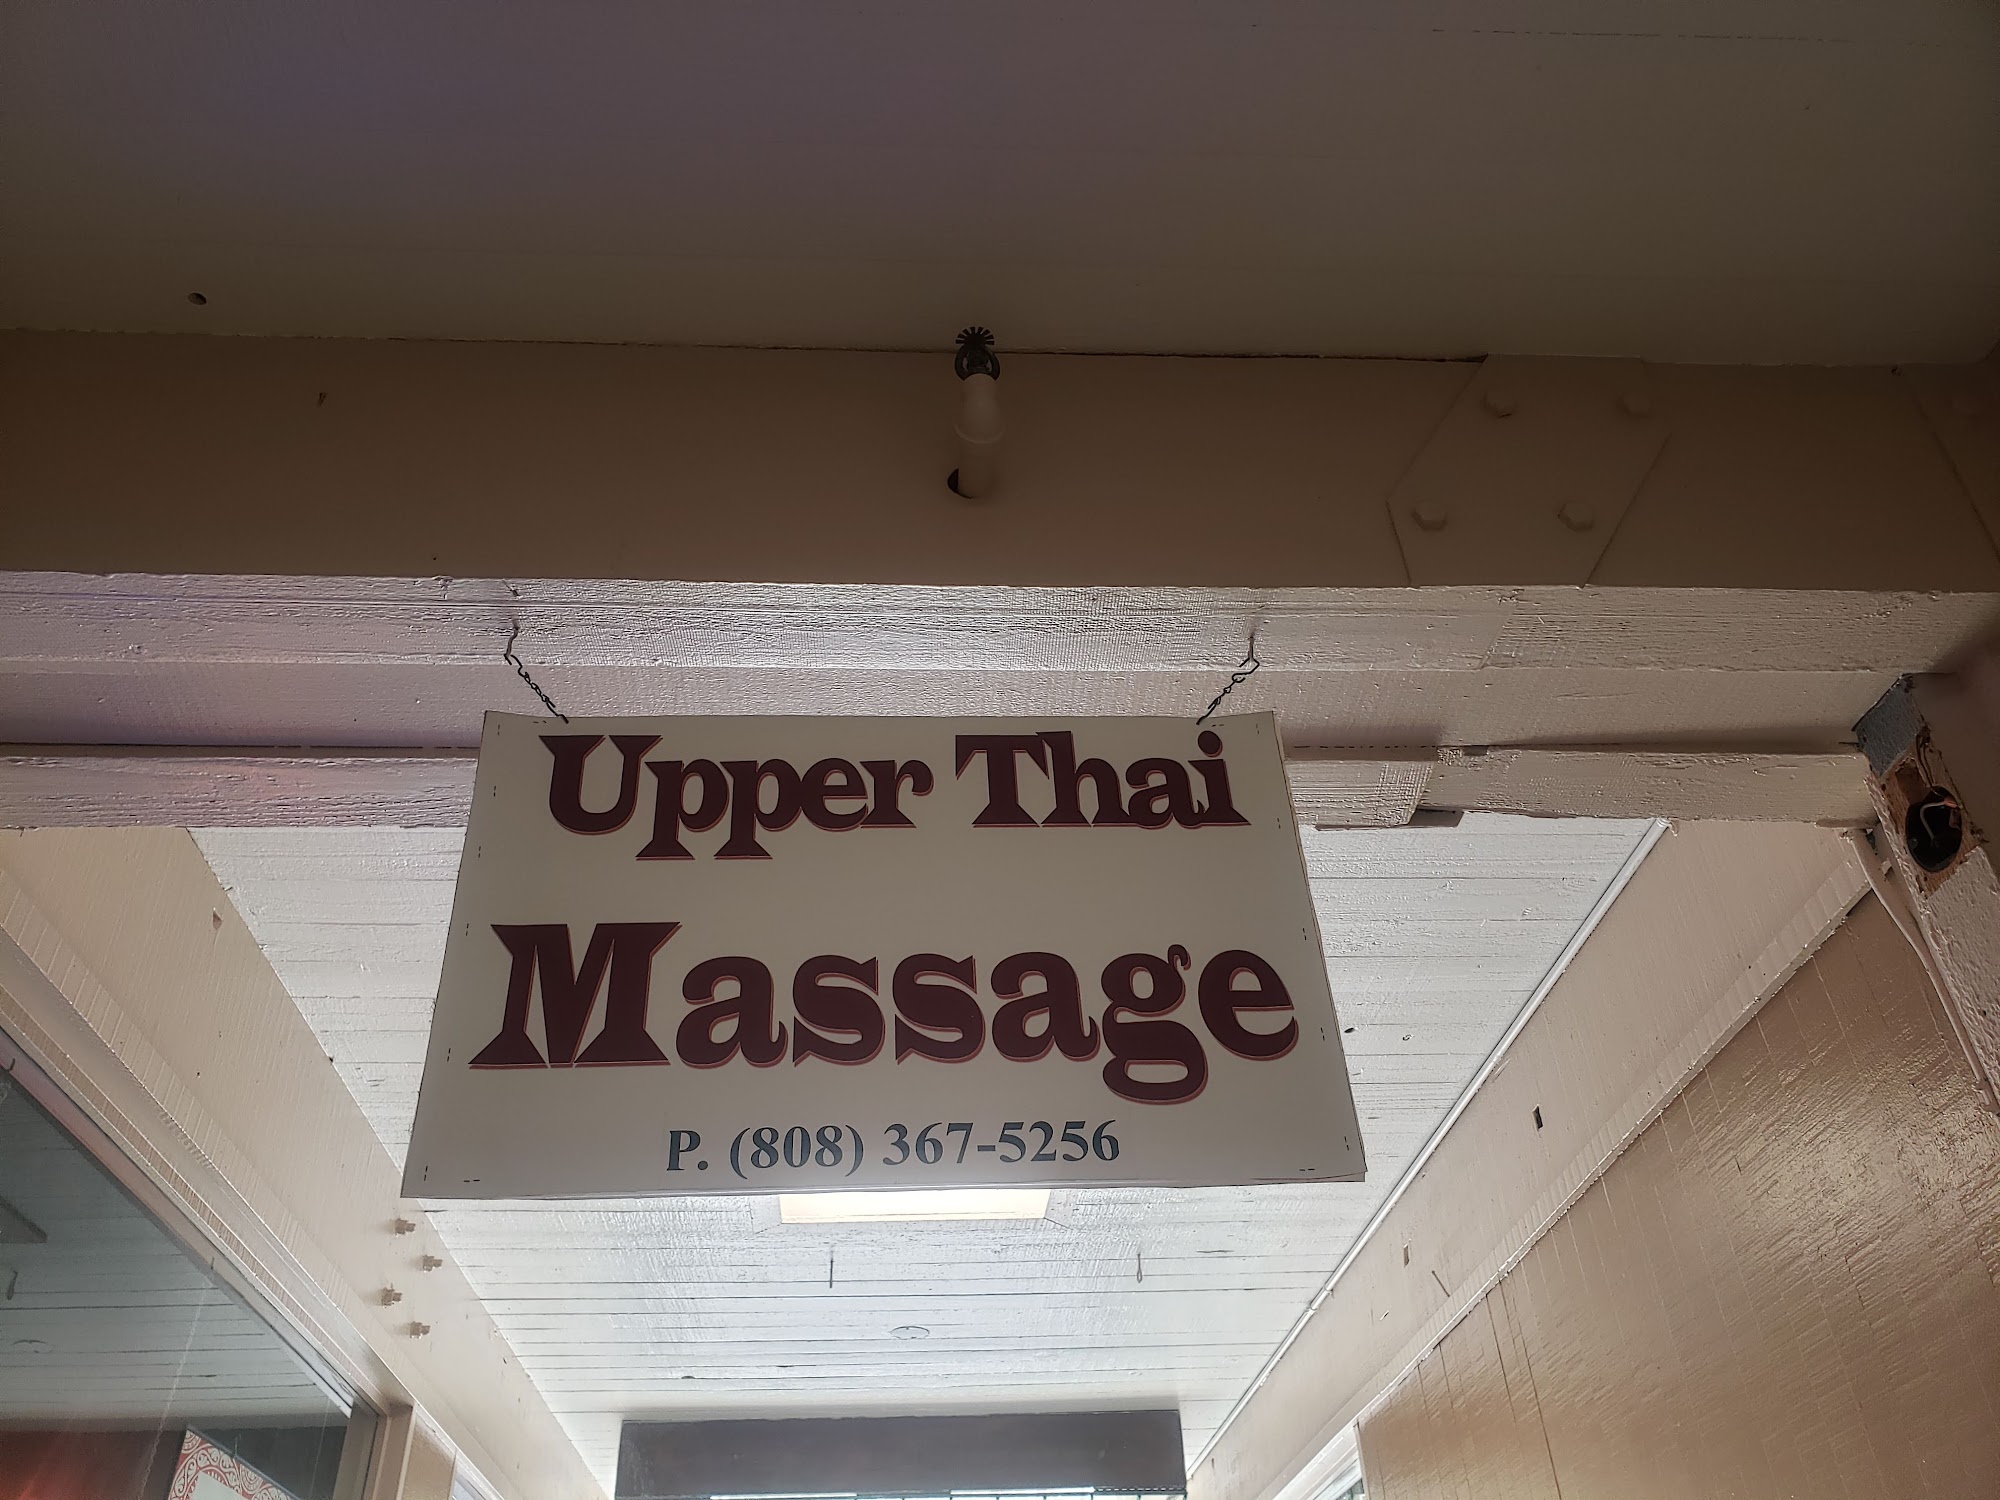 Upper Thai
Massage
P. (808) 367-5256